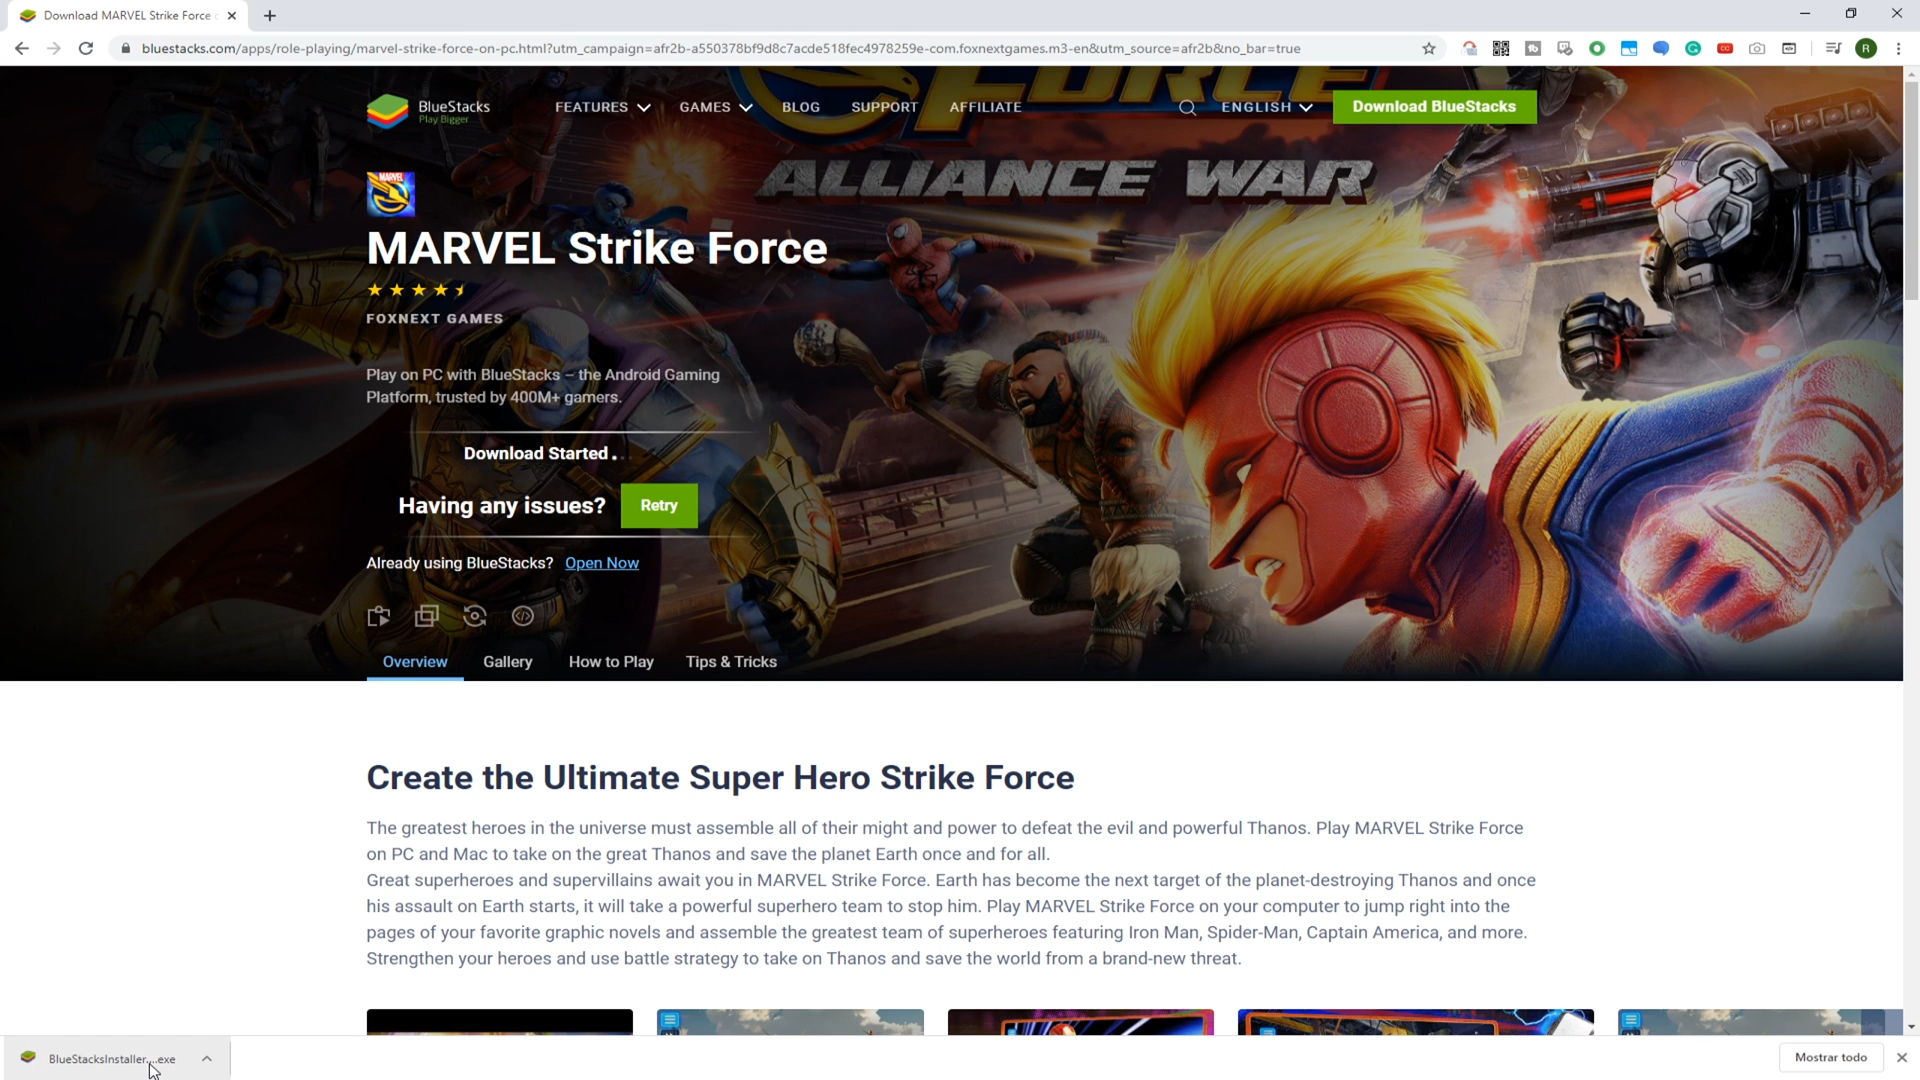 Download MARVEL Strike Force
bluestacks.com/apps/role-playing/marvel-strike-force-on-pc.html?utm_campaign=afr2b-a550378bf9d8c7acde518fec4978259e-com.foxnextgames.m3-en&utm_source=afr2b&no_bar=true
R
FORCE
BlueStacks
Play Bigger
FEATURES
GAMES
BLOG
SUPPORT
AFFILIATE
ENGLISH
Download BlueStacks
ALLIANCE WAR
MARVEL
MARVEL Strike Force
FOXNEXT GAMES
Play on PC with BlueStacks – the Android Gaming
Platform, trusted by 400M+ gamers.
Download Started .
Having any issues? Retry
Already using BlueStacks? Open Now
Overview
Gallery
How to Play
Tips & Tricks
Create the Ultimate Super Hero Strike Force
The greatest heroes in the universe must assemble all of their might and power to defeat the evil and powerful Thanos. Play MARVEL Strike Force
on PC and Mac to take on the great Thanos and save the planet Earth once and for all.
Great superheroes and supervillains await you in MARVEL Strike Force. Earth has become the next target of the planet-destroying Thanos and once
his assault on Earth starts, it will take a powerful superhero team to stop him. Play MARVEL Strike Force on your computer to jump right into the
pages of your favorite graphic novels and assemble the greatest team of superheroes featuring Iron Man, Spider-Man, Captain America, and more.
Strengthen your heroes and use battle strategy to take on Thanos and save the world from a brand-new threat.
BlueStacksInstaller....exe
Mostrar todo